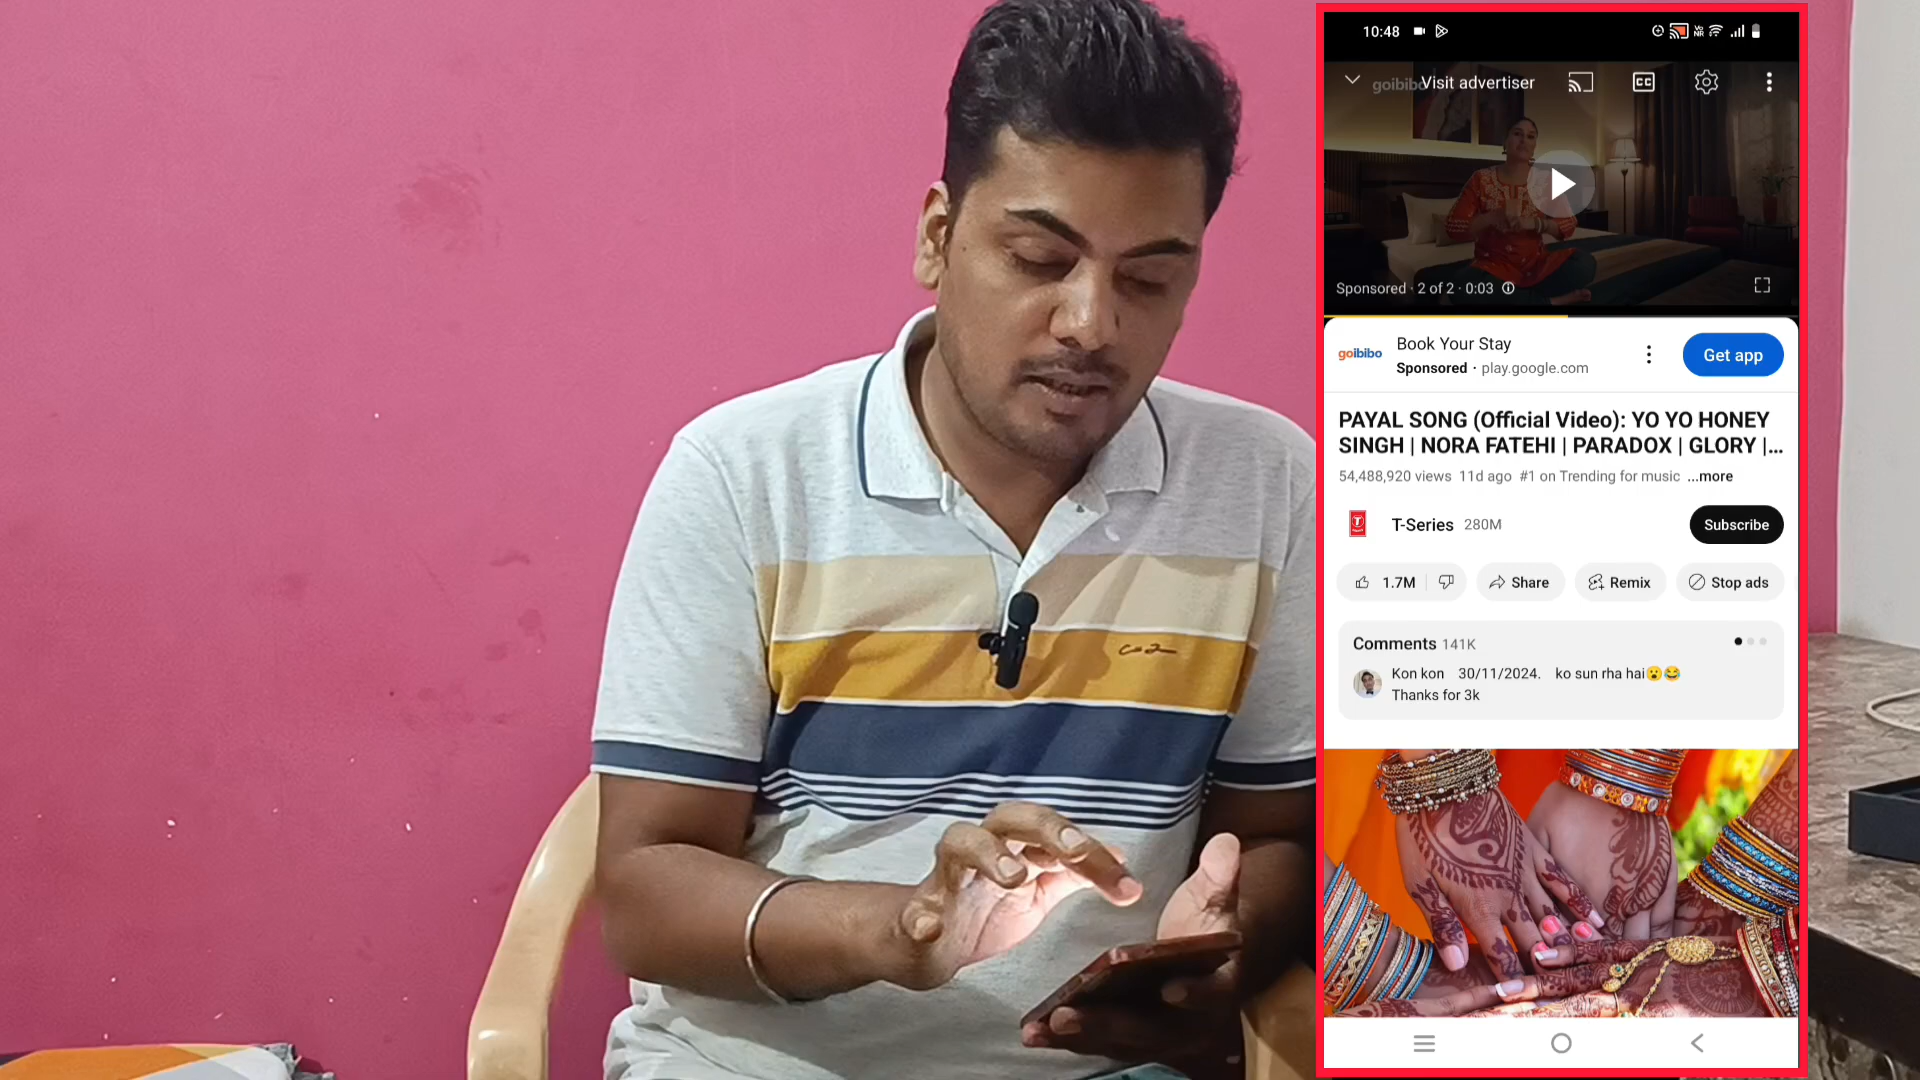 10:48
goibibo Visit advertiser
CC
Sponsored · 2 of 2 · 0:03
goibibo
Book Your Stay
Sponsored · play.google.com
Get app
PAYAL SONG (Official Video): YO YO HONEY
SINGH | NORA FATEHI | PARADOX | GLORY |...
54,488,920 views 11d ago #1 on Trending for music ...more
T-Series 280M
Subscribe
1.7M
Share
Remix
Stop ads
Comments 141K
Kon kon 30/11/2024. ko sun rha hai😮😂
Thanks for 3k